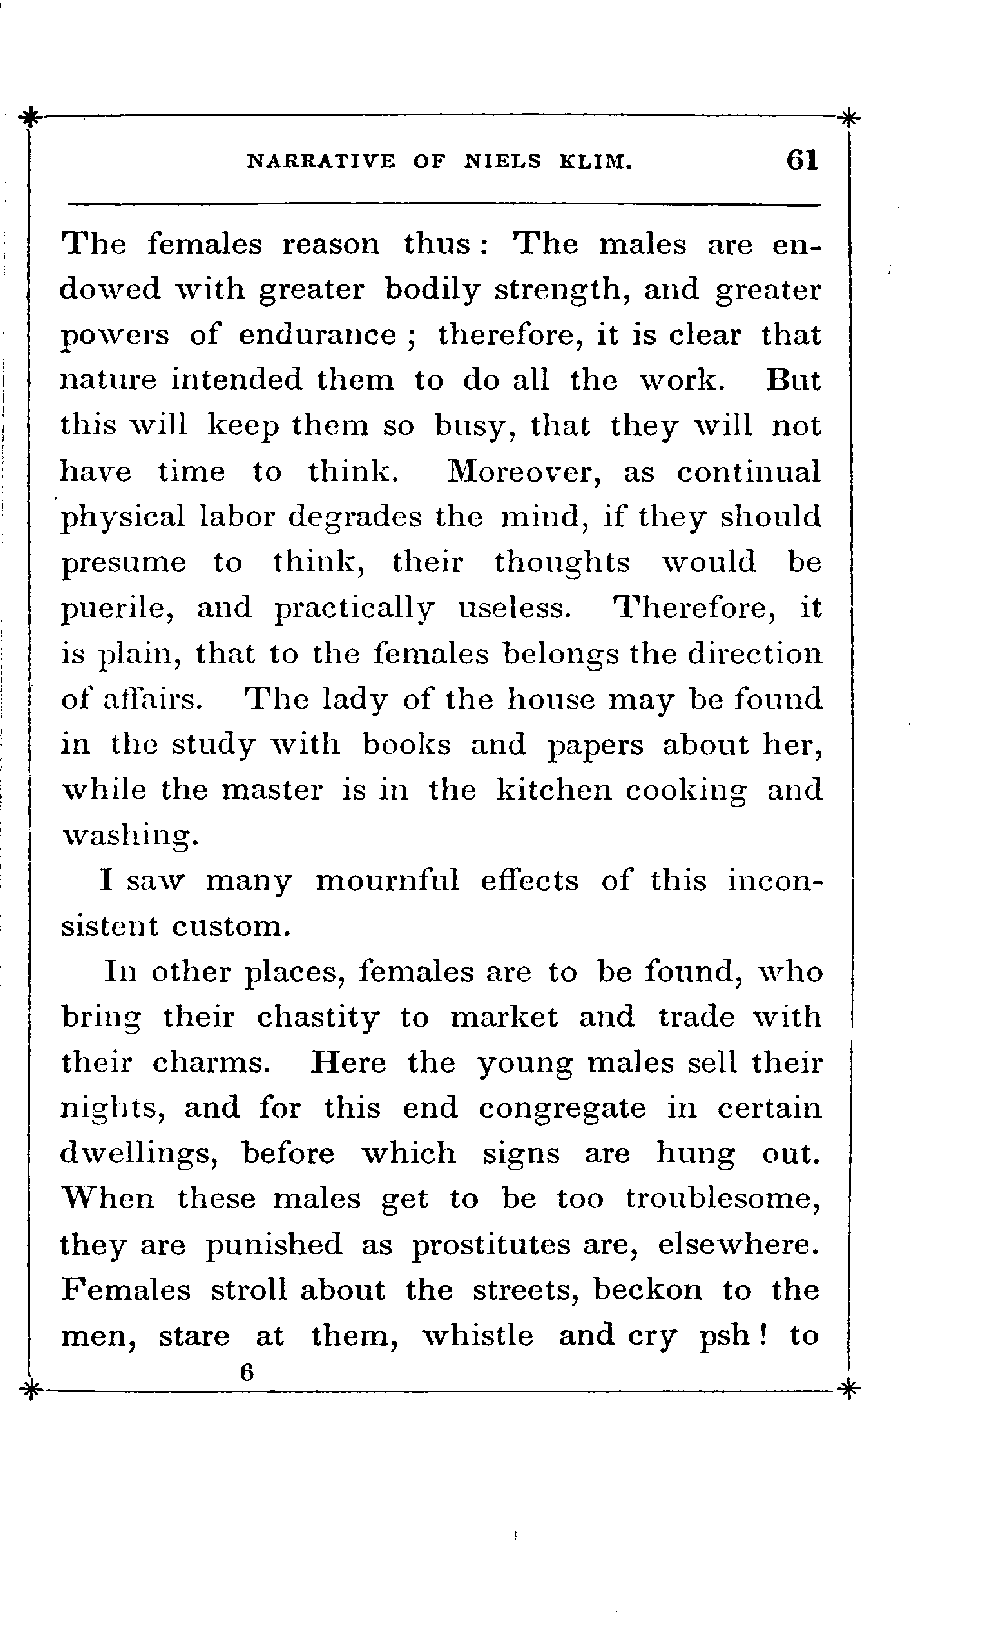 NARRATIVE OF NIELS KLIM. 61
The females reason thus : The males are en-
dowed with greater bodily strength, and greater
powers of endurance ; therefore, it is clear that
nature intended them to do all the work. But
this will keep them so busy, that they will not
have time to think. Moreover, as continual
physical labor degrades the mind, if they should
presume to think, their thoughts would be
puerile, and practically useless. Therefore, it
is plain, that to the females belongs the direction
of affairs. The lady of the house may be found
in the study with books and papers about her,
while the master is in the kitchen cooking and
washing.
I saw many mournful effects of this incon-
sistent custom.
In other places, females are to be found, who
bring their chastity to market and trade with
their charms. Here the young males sell their
nights, and for this end congregate in certain
dwellings, before which signs are hung out.
When these males get to be too troublesome,
they are punished as prostitutes are, elsewhere.
Females stroll about the streets, beckon to the
men, stare at them, whistle and cry psh ! to
6